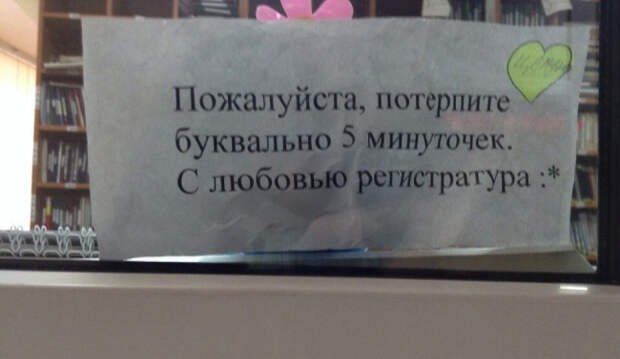 Пожалуйста, потерпите
буквально 5 минуточек.
С любовью регистратура :*